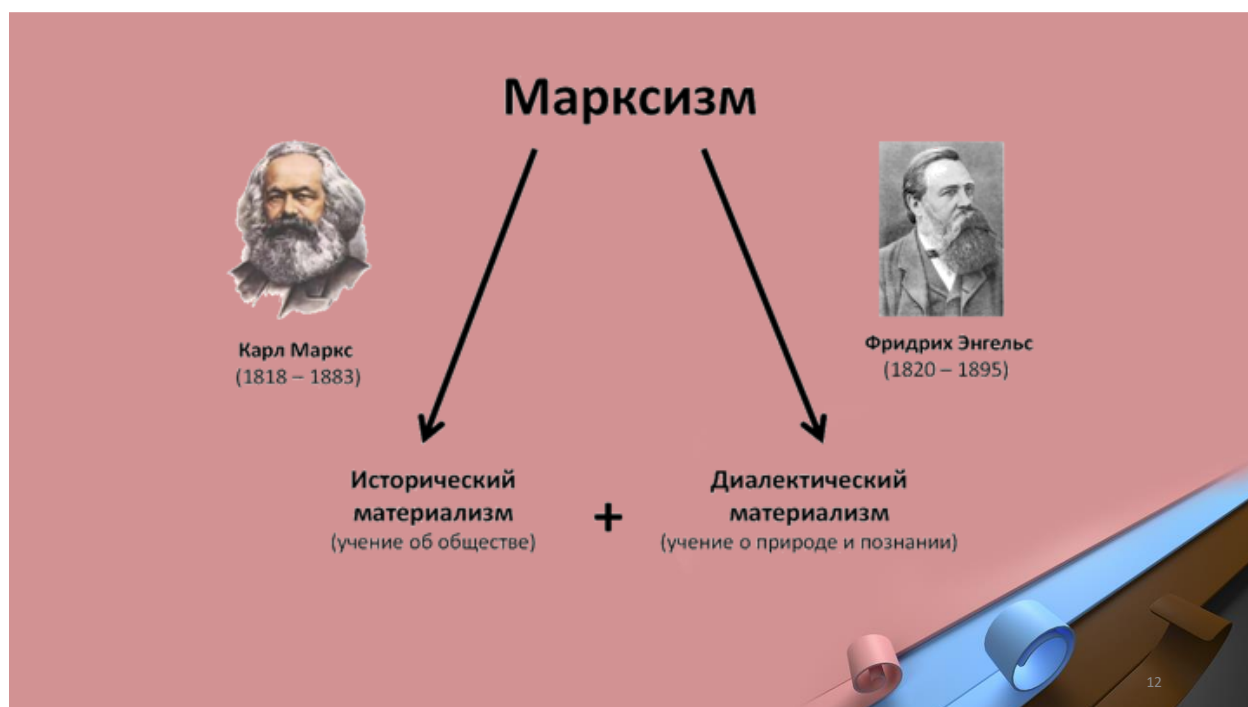 Марксизм
Карл Маркс
(1818 – 1883)
Фридрих Энгельс
(1820 – 1895)
Исторический
материализм
(учение об обществе)
+
Диалектический
материализм
(учение о природе и познании)
12